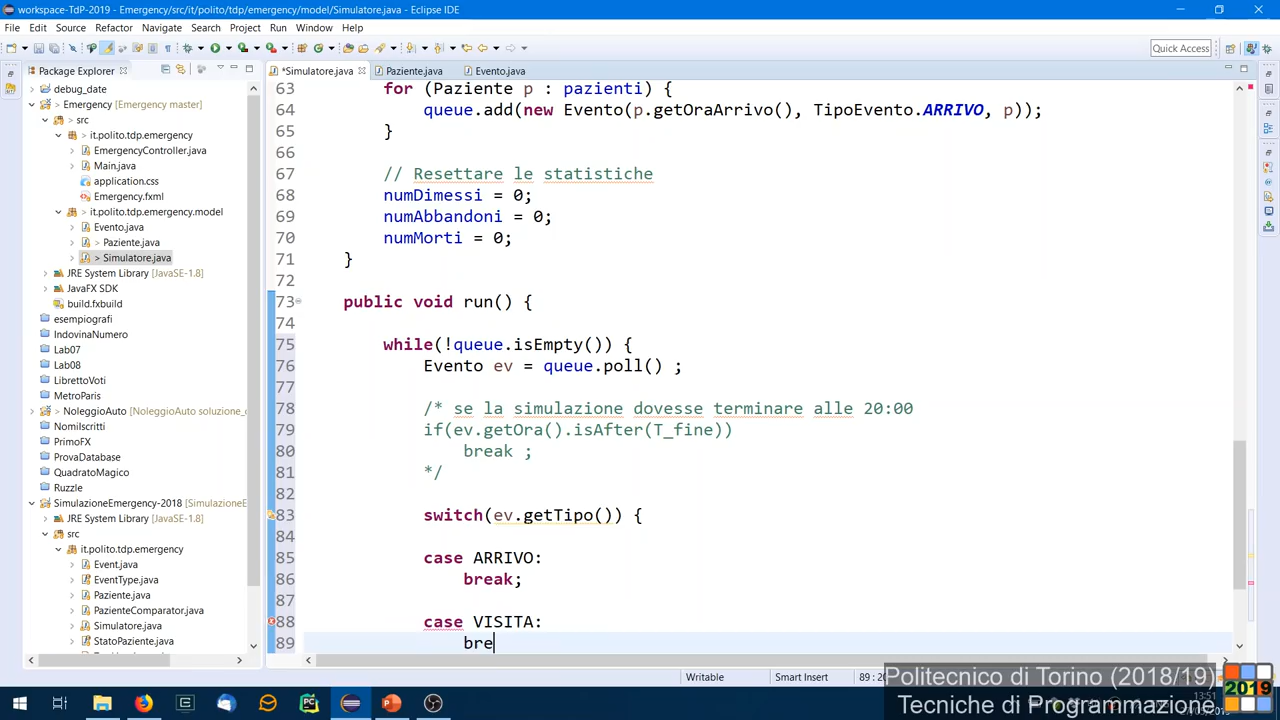 workspace-TdP-2019 - Emergency/src/it/polito/tdp/emergency/model/Simulatore.java - Eclipse IDE
File Edit Source Refactor Navigate Search Project Run Window Help
Quick Access
Package Explorer
*Simulatore.java
Paziente.java
Evento.java
debug_date
> Emergency [Emergency master]
> src
> it.polito.tdp.emergency
EmergencyController.java
Main.java
application.css
Emergency.fxml
> it.polito.tdp.emergency.model
Evento.java
> Paziente.java
> Simulatore.java
JRE System Library [JavaSE-1.8]
JavaFX SDK
build.fxbuild
esempiografi
IndovinaNumero
Lab07
Lab08
LibrettoVoti
MetroParis
> NoleggioAuto [NoleggioAuto soluzione_c
NomiIscritti
PrimoFX
ProvaDatabase
QuadratoMagico
Ruzzle
SimulazioneEmergency-2018 [SimulazioneE
JRE System Library [JavaSE-1.8]
src
it.polito.tdp.emergency
Event.java
EventType.java
Paziente.java
PazienteComparator.java
Simulatore.java
StatoPaziente.java
63 for (Paziente p : pazienti) {
64 queue.add(new Evento(p.getOraArrivo(), TipoEvento.ARRIVO, p));
65 }
66
67 // Resettare le statistiche
68 numDimessi = 0;
69 numAbbandoni = 0;
70 numMorti = 0;
71 }
72
73 public void run() {
74
75 while(!queue.isEmpty()) {
76 Evento ev = queue.poll() ;
77
78 /* se la simulazione dovesse terminare alle 20:00
79 if(ev.getOra().isAfter(T_fine))
80 break ;
81 */
82
83 switch(ev.getTipo()) {
84
85 case ARRIVO:
86 break;
87
88 case VISITA:
89 bre
Writable
Smart Insert
89 : 2
Politecnico di Torino (2018/19)
Tecniche di Programmazione
2019
13:51